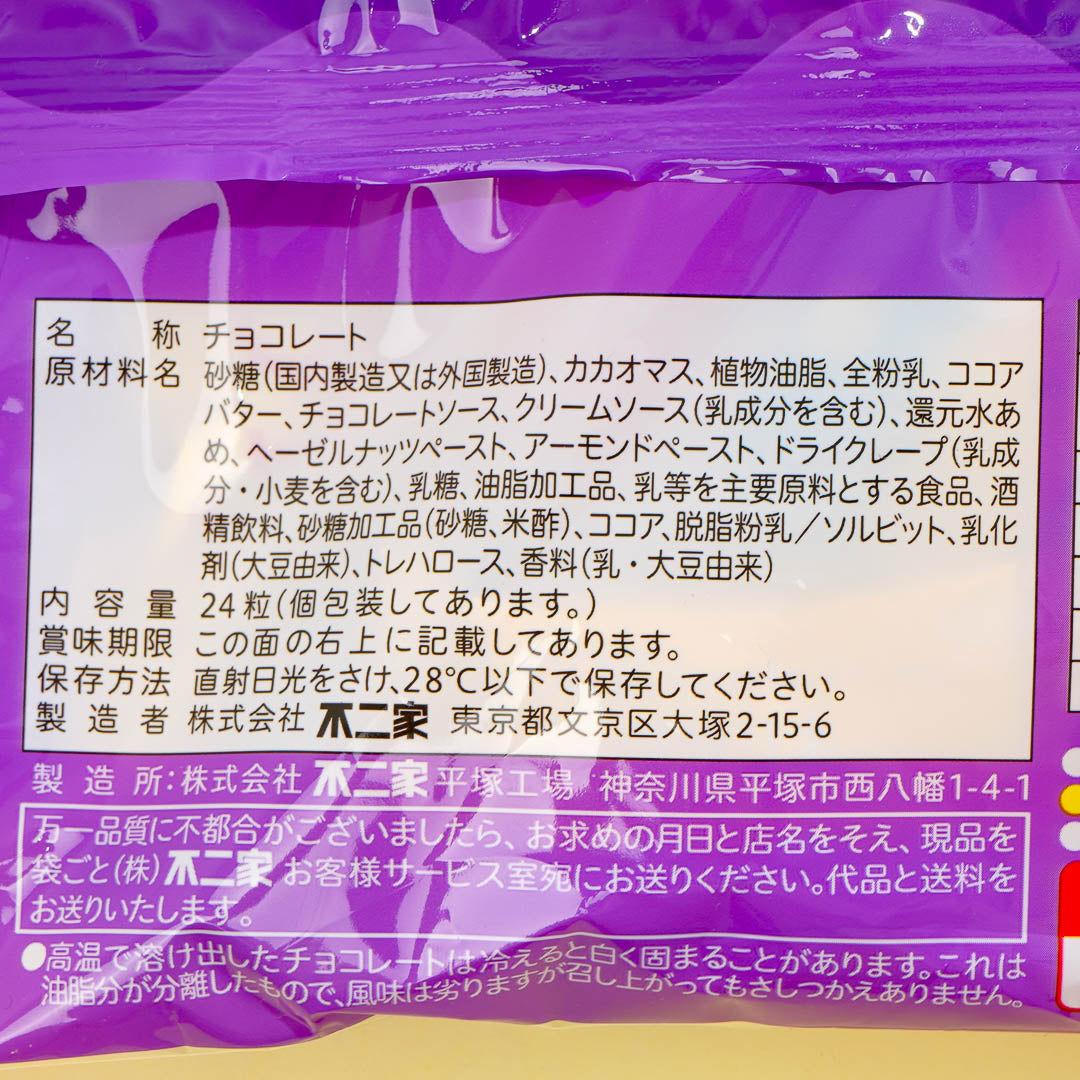 名称 チョコレート
原材料名 砂糖(国内製造又は外国製造)、カカオマス、植物油脂、全粉乳、ココア
バター、チョコレートソース、クリームソース(乳成分を含む)、還元水あ
め、ヘーゼルナッツペースト、アーモンドペースト、ドライクレープ(乳成
分・小麦を含む)、乳糖、油脂加工品、乳等を主要原料とする食品、酒
精飲料、砂糖加工品(砂糖、米酢)、ココア、脱脂粉乳／ソルビット、乳化
剤(大豆由来)、トレハロース、香料(乳・大豆由来)
内容量 24粒(個包装してあります。)
賞味期限 この面の右上に記載してあります。
保存方法 直射日光をさけ、28℃以下で保存してください。
製造者 株式会社 不二家 東京都文京区大塚2-15-6
製造所:株式会社 不二家 平塚工場 神奈川県平塚市西八幡1-4-1
万一品質に不都合がございましたら、お求めの月日と店名をそえ、現品を
袋ごと(株)不二家 お客様サービス室宛にお送りください。代品と送料を
お送りいたします。
●高温で溶け出したチョコレートは冷えると白く固まることがあります。これは
油脂分が分離したもので、風味は劣りますが召し上がってもさしつかえありません。